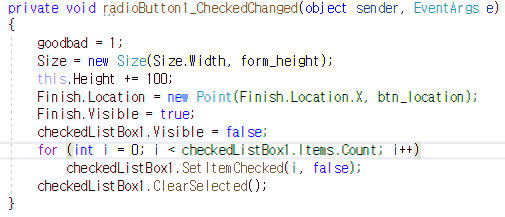 private void radioButton1_CheckedChanged(object sender, EventArgs e)
{
goodbad = 1;
Size = new Size(Size.Width, form_height);
this.Height += 100;
Finish.Location = new Point(Finish.Location.X, btn_location);
Finish.Visible = true;
checkedListBox1.Visible = false;
for (int i = 0; i < checkedListBox1.Items.Count; i++)
checkedListBox1.SetItemChecked(i, false);
checkedListBox1.ClearSelected();
}